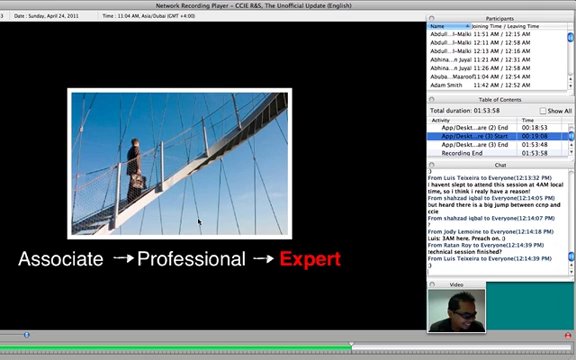 Network Recording Player - CCIE R&S, The Unofficial Update (English)
Date : Sunday, April 24, 2011
Time : 11:04 AM, Asia/Dubai (GMT +4:00)
Associate → Professional → Expert
Participants
Name Joining Time / Leaving Time
Abdull...l-Malki 11:51 AM / 12:15 AM
Abdull...l-Malki 12:11 AM / 12:43 AM
Abhina...n Juyal 12:13 AM / 12:58 AM
Abhina...n Juyal 11:21 AM / 12:31 AM
Abhina...n Juyal 11:26 AM / 12:58 AM
Abuba...Maaroof 11:04 AM / 12:51 AM
Adam Smith 11:42 AM / 12:52 AM
Table of Contents
Total duration: 01:53:58
Show All
Activity Time
App/Deskt...are (2) End 00:18:53
App/Deskt...are (3) Start 00:19:08
App/Deskt...are (3) End 01:53:48
Recording End 01:53:58
Chat
:)
From Luis Teixeira to Everyone(12:13:32 PM)
I havent slept to attend this session at 4AM local
time, so i think i realy have a reason!
From shahzad iqbal to Everyone(12:14:05 PM)
but heard there is a big jump between ccnp and
ccie
From shahzad iqbal to Everyone(12:14:07 PM)
?
From Jody Lemoine to Everyone(12:14:18 PM)
Luis: 3AM here. Preach on. :)
From Ratan Roy to Everyone(12:14:39 PM)
technical session finished?
From Luis Teixeira to Everyone(12:14:39 PM)
:)
Video